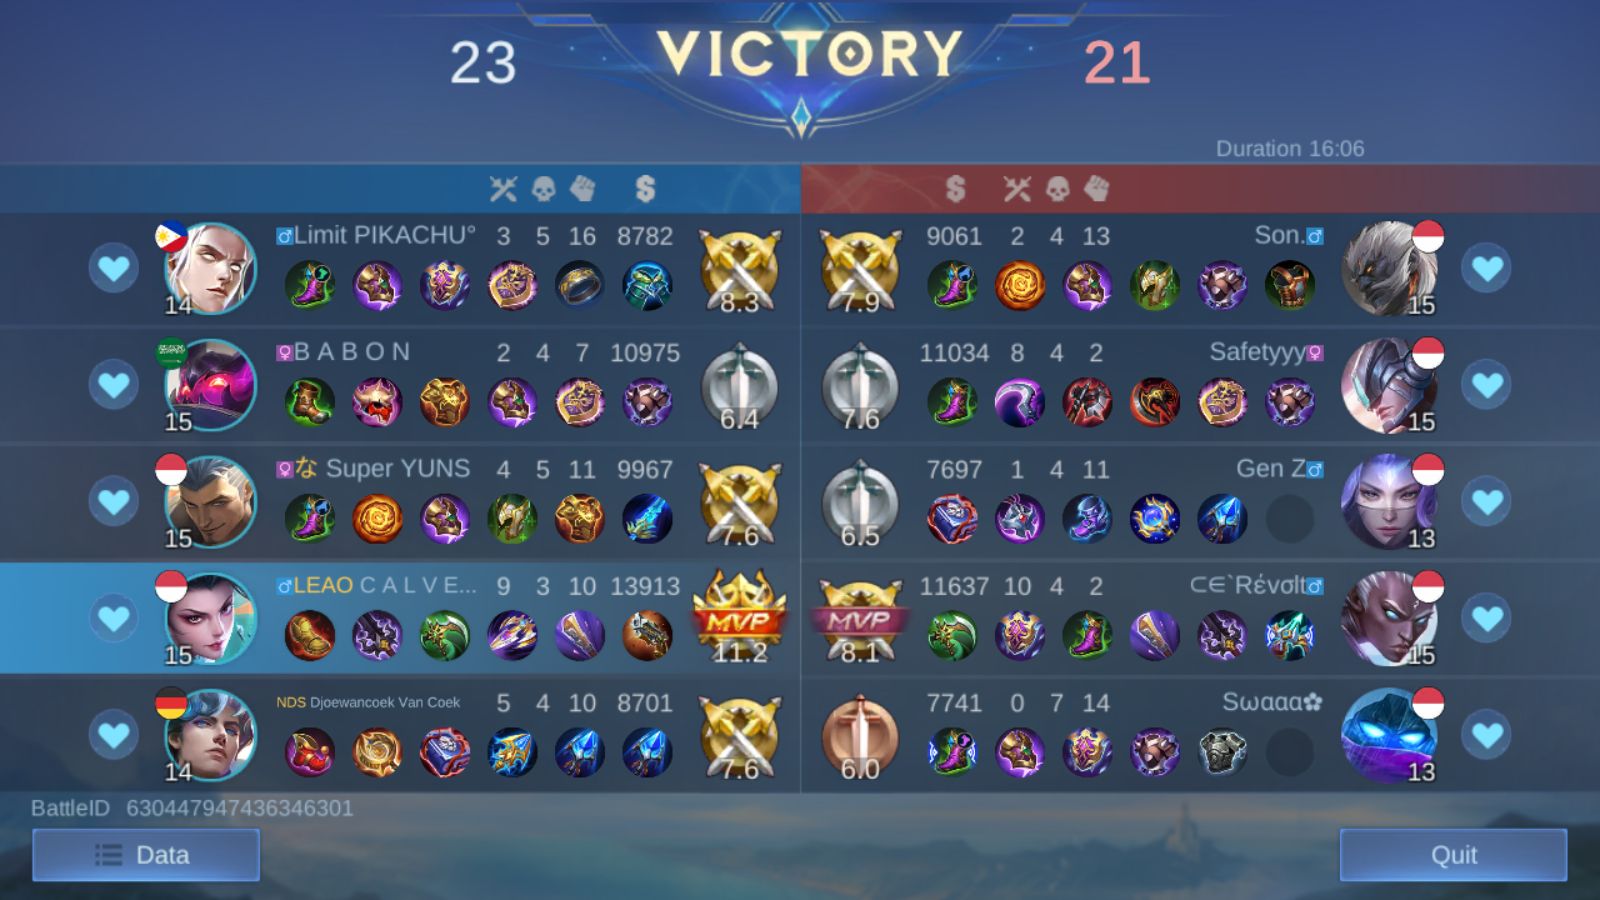 VICTORY
23
21
Duration 16:06
Limit PIKACHU° 3 5 16 8782
14
8.3
9061 2 4 13 Son.
7.9
15
B A B O N 2 4 7 10975
15
6.4
11034 8 4 2 Safetyyy
7.6
15
な Super YUNS 4 5 11 9967
15
7.6
7697 1 4 11 Gen Z
6.5
13
LEAO C A L V E... 9 3 10 13913
15
MVP
11.2
11637 10 4 2 ⊂∈`Rέvσlt
MVP
8.1
15
NDS Djoewancoek Van Coek 5 4 10 8701
14
7.6
7741 0 7 14 Sωααα✿
6.0
13
BattleID 630447947436346301
Data
Quit